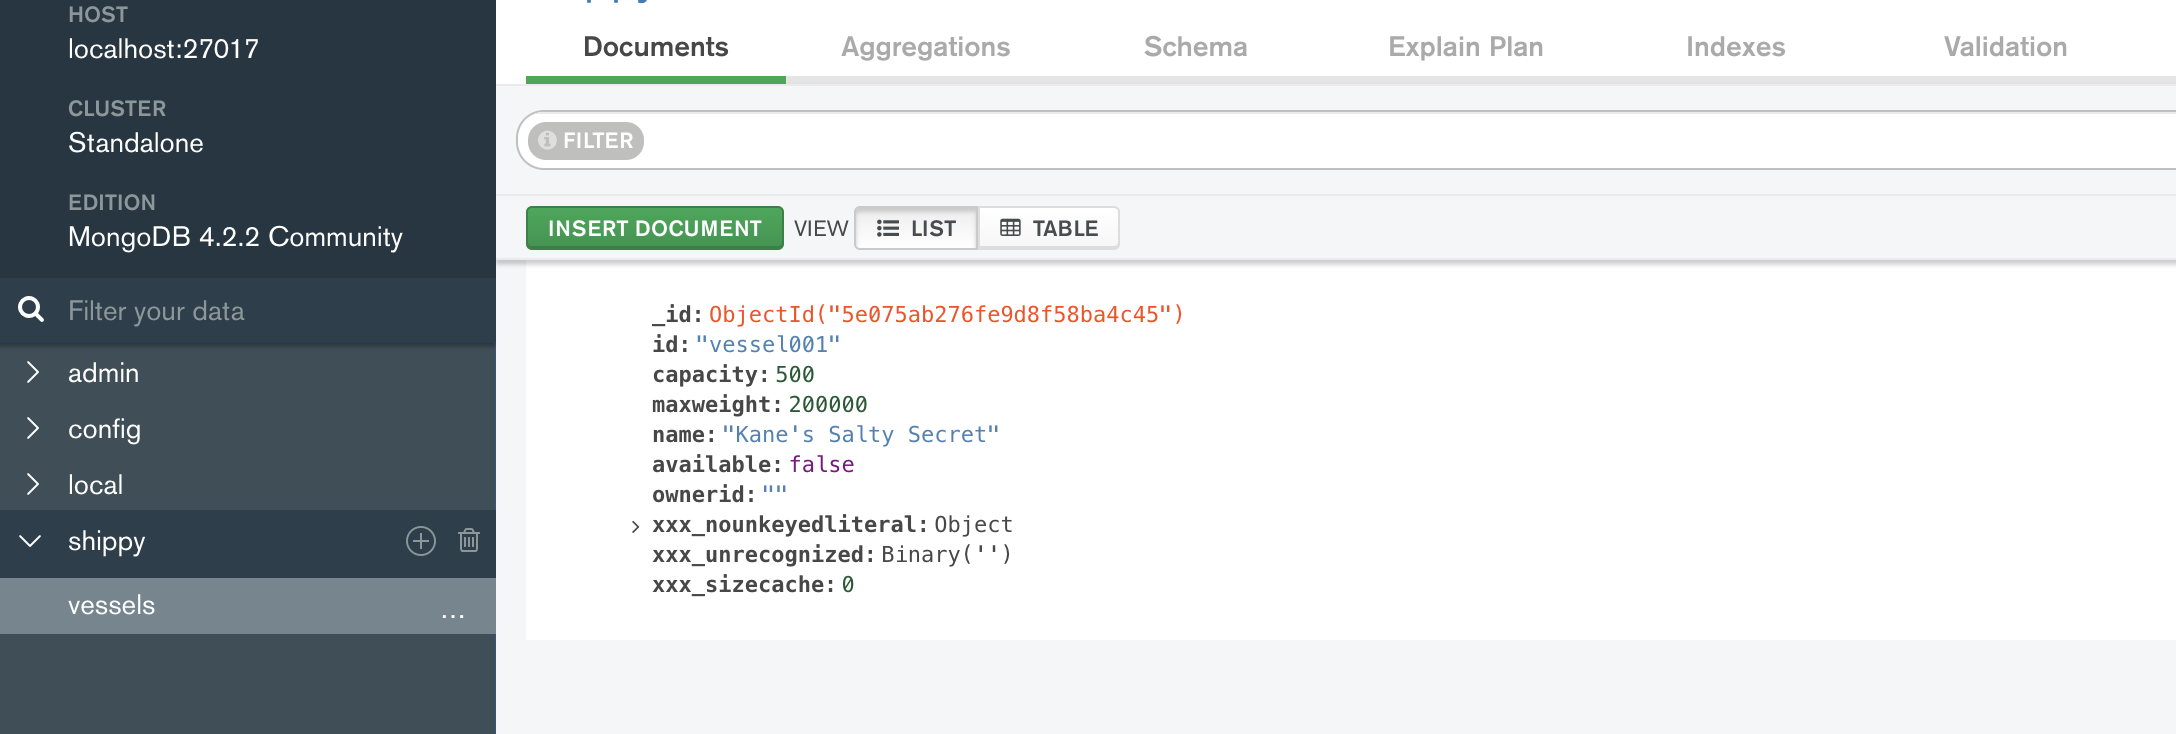 HOST
localhost:27017
CLUSTER
Standalone
EDITION
MongoDB 4.2.2 Community
Filter your data
admin
config
local
shippy
vessels ...
Documents Aggregations Schema Explain Plan Indexes Validation
FILTER
INSERT DOCUMENT VIEW LIST TABLE
_id: ObjectId("5e075ab276fe9d8f58ba4c45")
id: "vessel001"
capacity: 500
maxweight: 200000
name: "Kane's Salty Secret"
available: false
ownerid: ""
xxx_nounkeyedliteral: Object
xxx_unrecognized: Binary('')
xxx_sizecache: 0